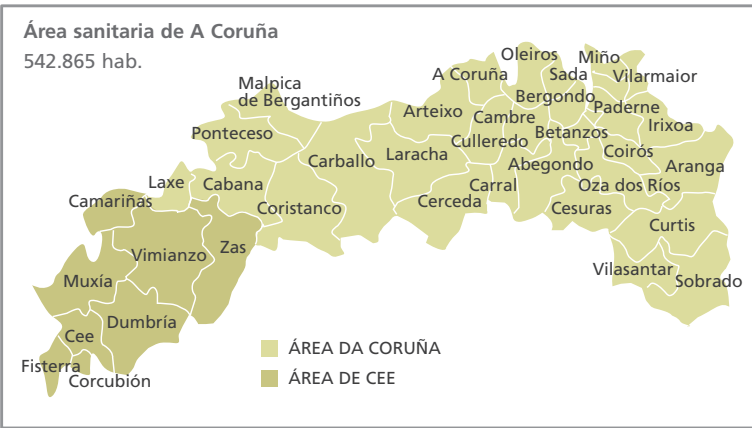 Área sanitaria de A Coruña
542.865 hab.
Oleiros
Miño
A Coruña
Sada
Vilarmaior
Malpica
de Bergantiños
Bergondo
Paderne
Arteixo
Cambre
Irixoa
Ponteceso
Culleredo
Betanzos
Carballo
Laracha
Coirós
Abegondo
Aranga
Laxe
Cabana
Carral
Oza dos Ríos
Camariñas
Coristanco
Cerceda
Cesuras
Curtis
Vimianzo
Zas
Vilasantar
Muxía
Sobrado
Dumbría
Cee
ÁREA DA CORUÑA
Fisterra
ÁREA DE CEE
Corcubión